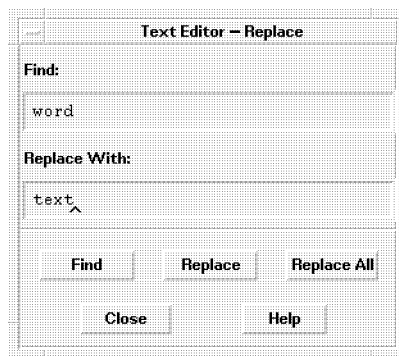 Text Editor – Replace
Find:
word
Replace With:
text
Find Replace Replace All
Close Help